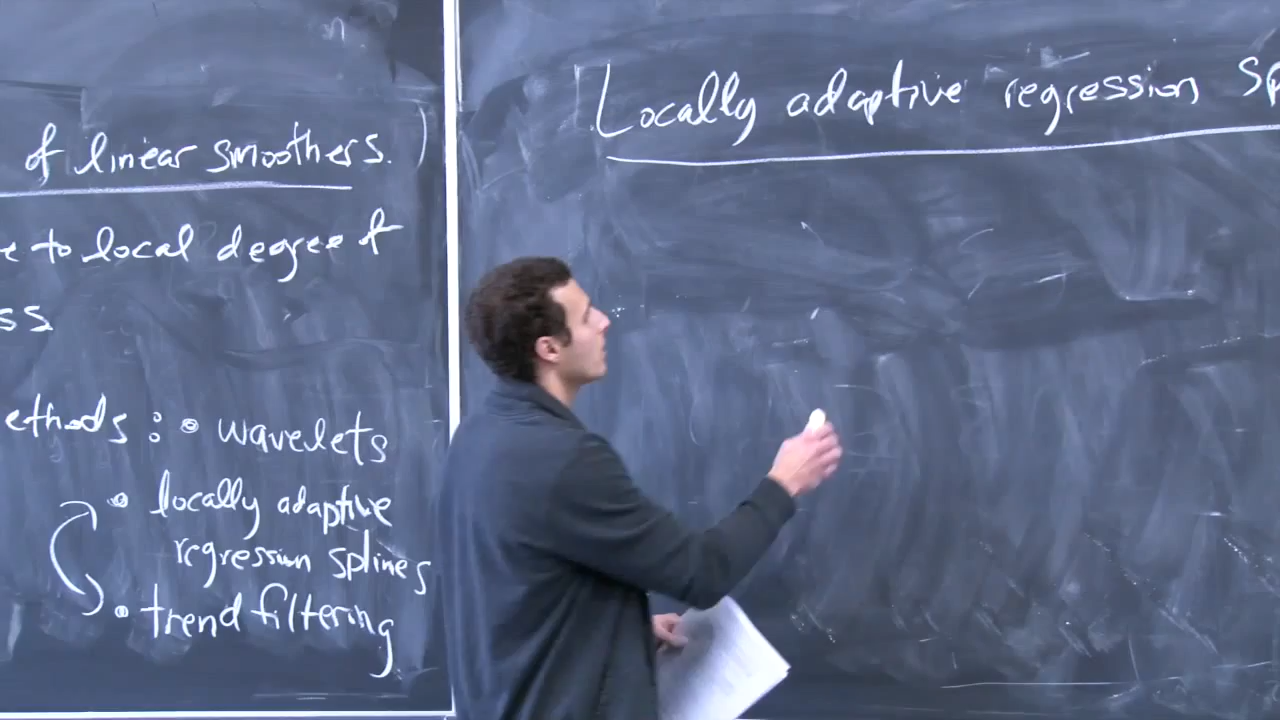 of linear smoothers.)
to local degree of
ethods : • wavelets
• locally adaptive
regression splines
• trend filtering
Locally adaptive regression Sp